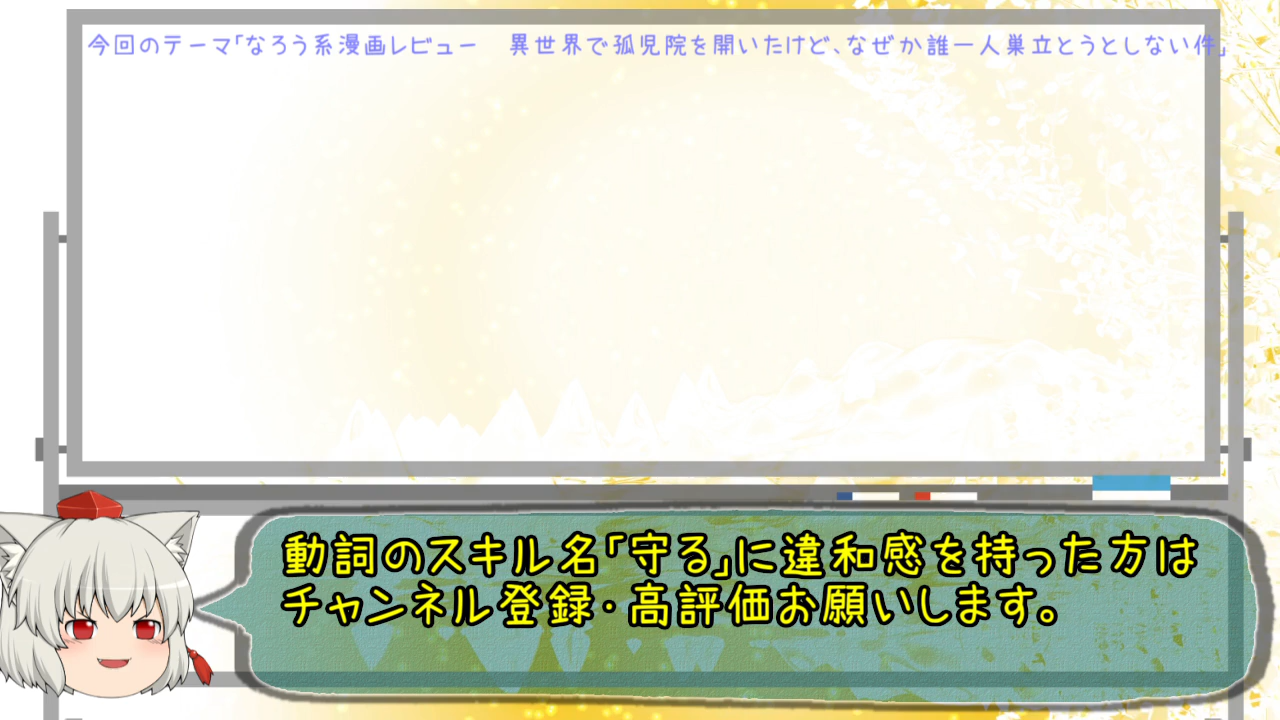 今回のテーマ「なろう系漫画レビュー　異世界で孤児院を開いたけど、なぜか誰一人巣立とうとしない件」
動詞のスキル名「守る」に違和感を持った方は
チャンネル登録・高評価お願いします。